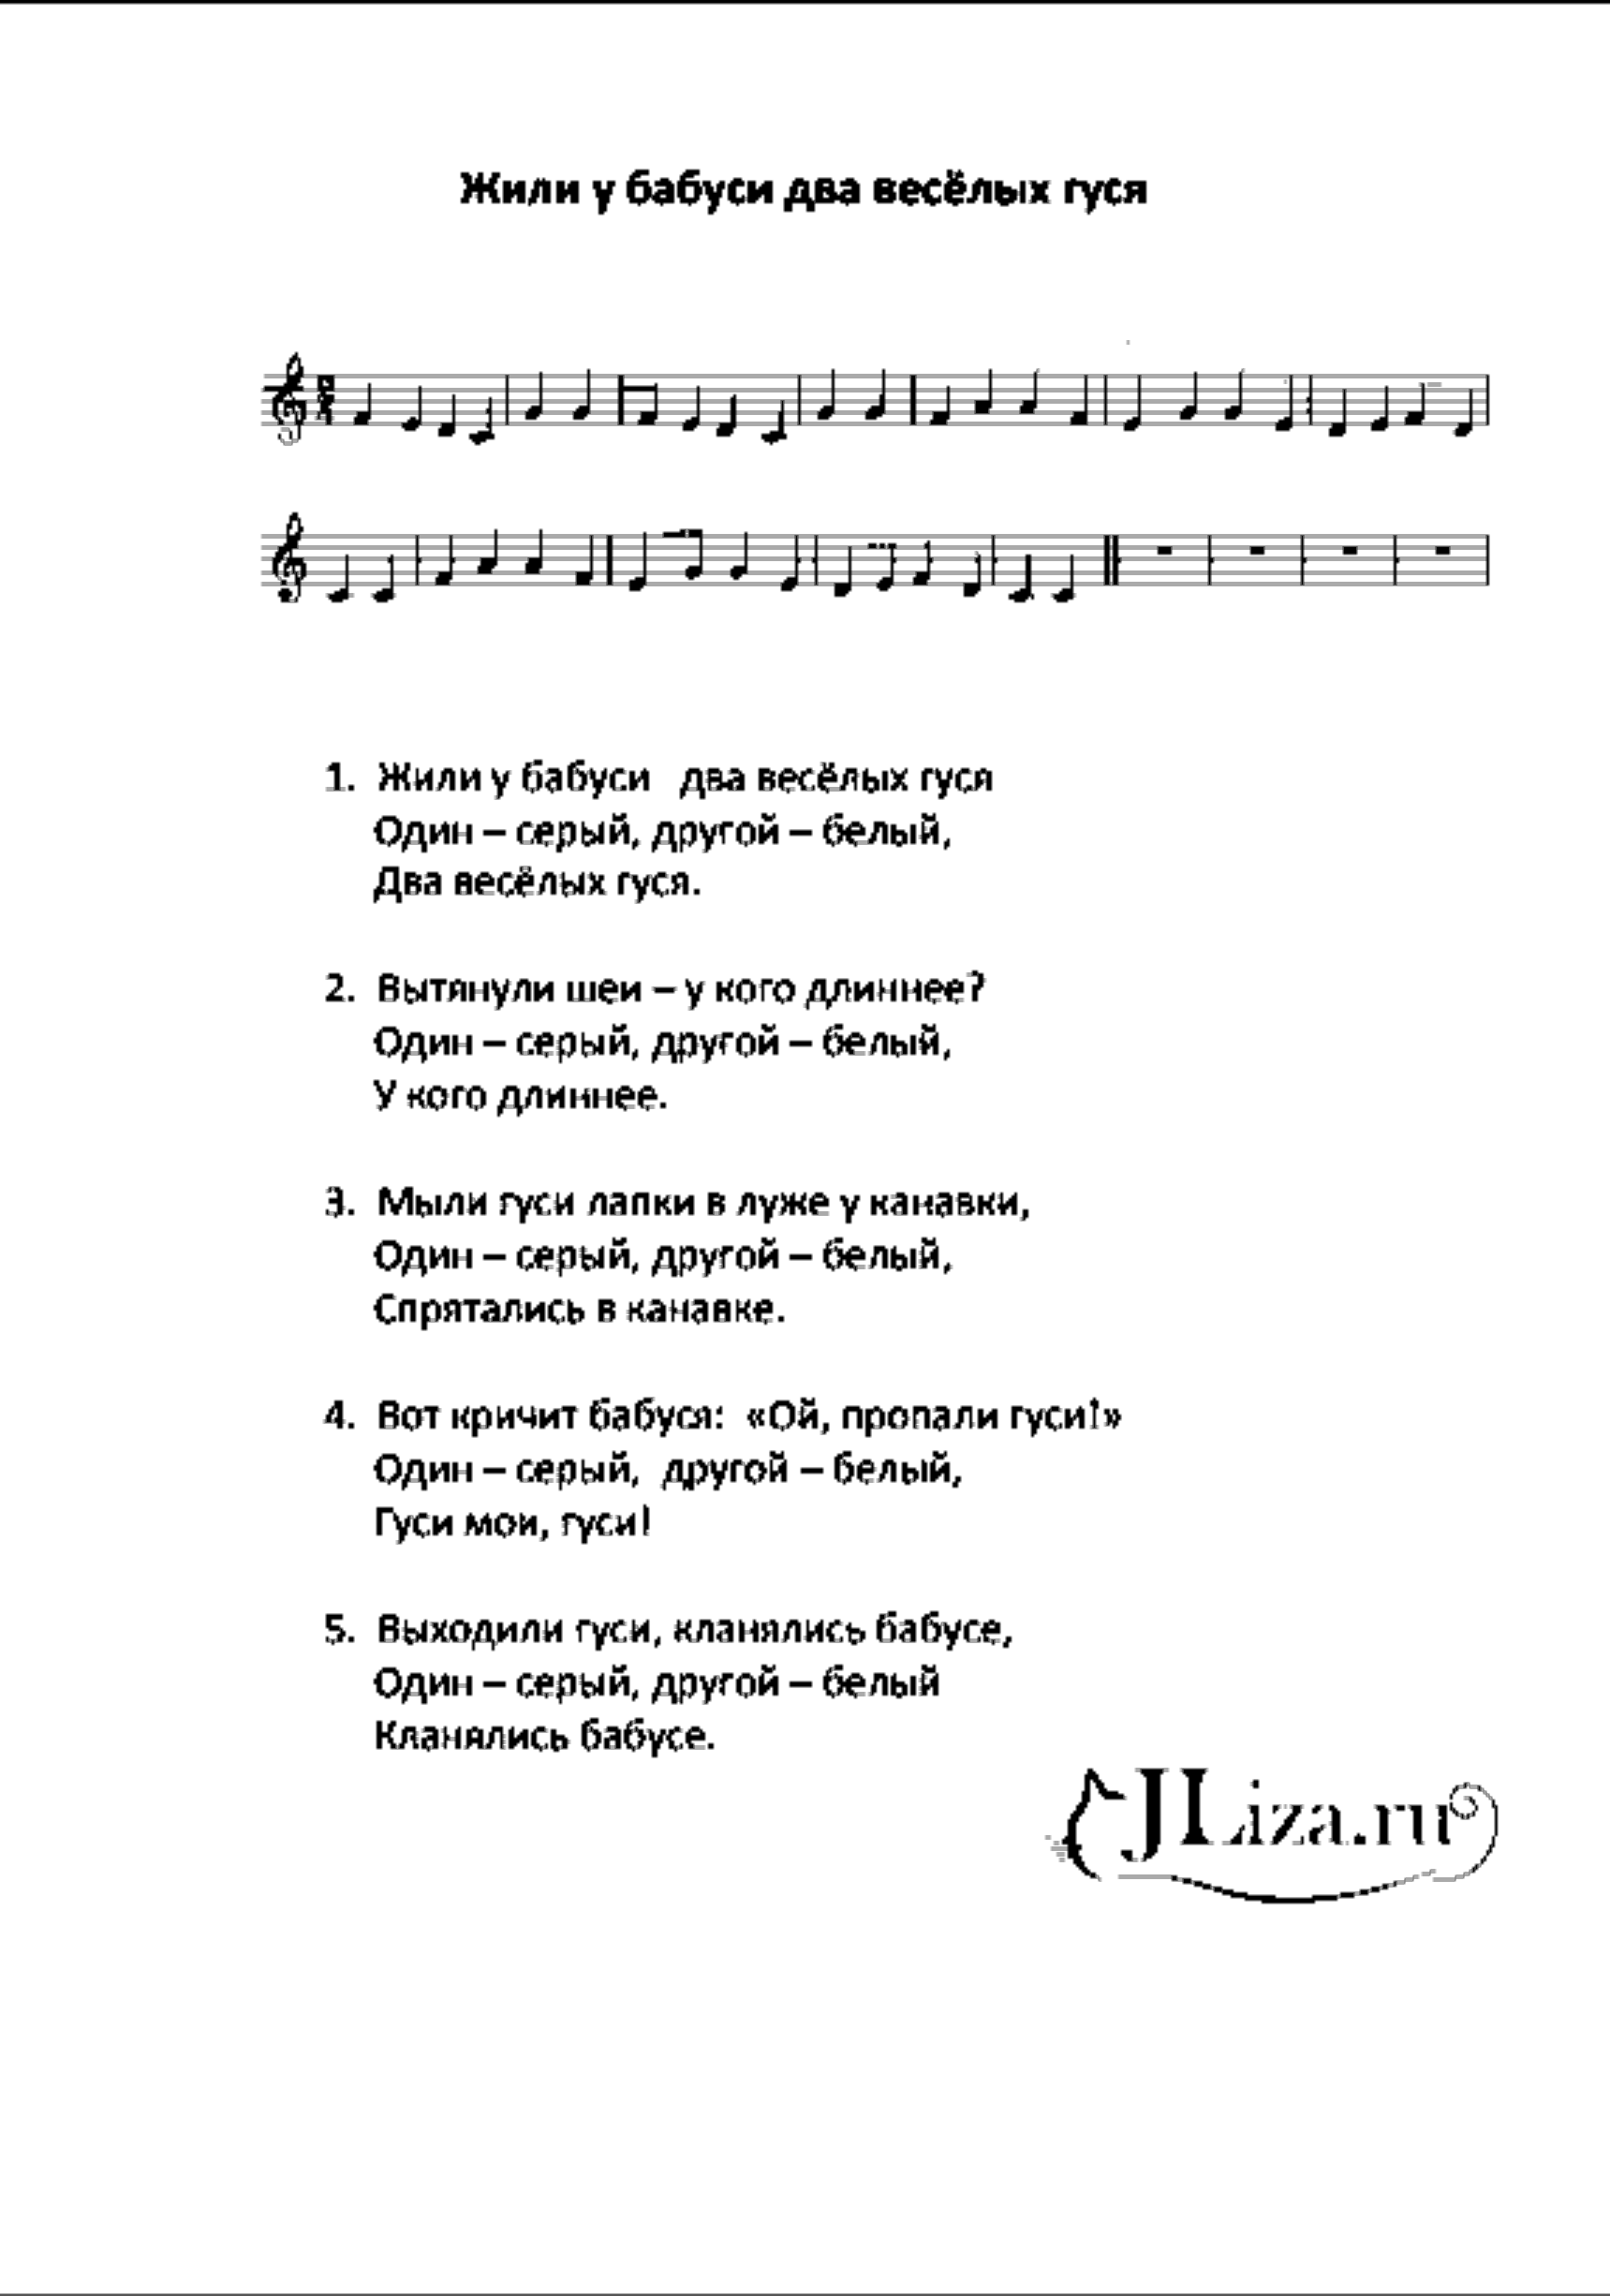 Жили у бабуси два весёлых гуся
1. Жили у бабуси два весёлых гуся
Один – серый, другой – белый,
Два весёлых гуся.
2. Вытянули шеи – у кого длиннее?
Один – серый, другой – белый,
У кого длиннее.
3. Мыли гуси лапки в луже у канавки,
Один – серый, другой – белый,
Спрятались в канавке.
4. Вот кричит бабуся: «Ой, пропали гуси!»
Один – серый, другой – белый,
Гуси мои, гуси!
5. Выходили гуси, кланялись бабусе,
Один – серый, другой – белый
Кланялись бабусе.
JLiza.ru